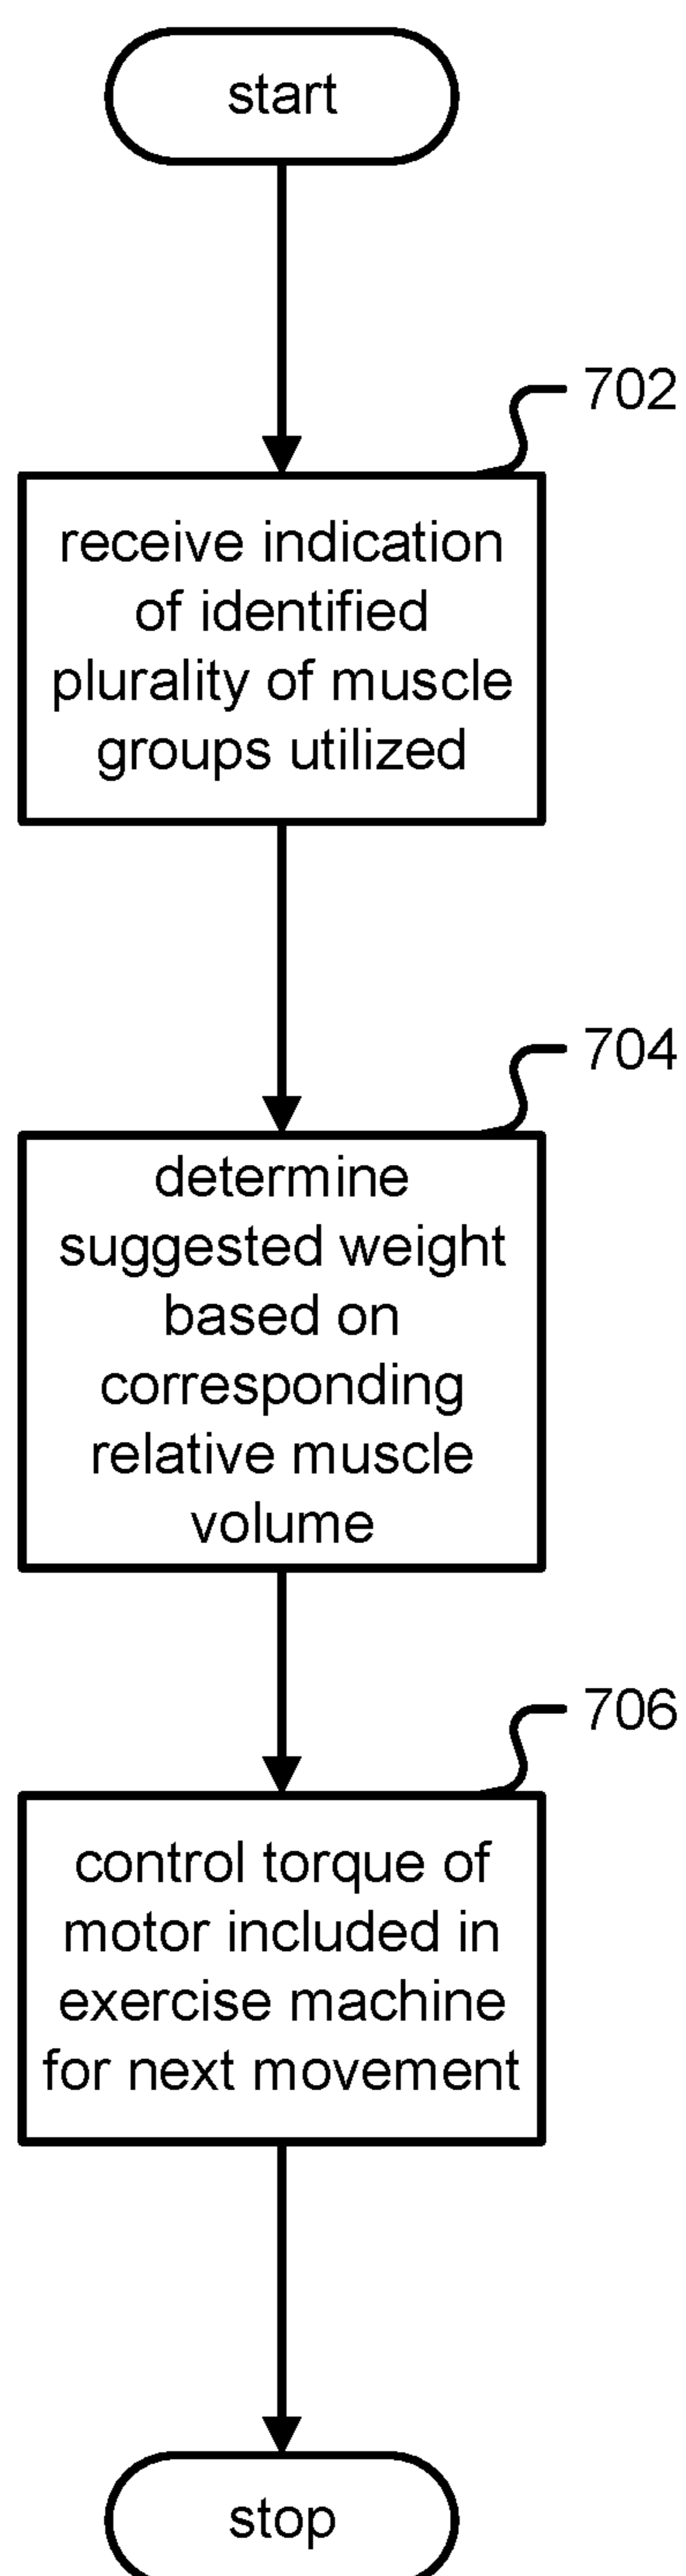 start
702
receive indication
of identified
plurality of muscle
groups utilized
704
determine
suggested weight
based on
corresponding
relative muscle
volume
706
control torque of
motor included in
exercise machine
for next movement
stop